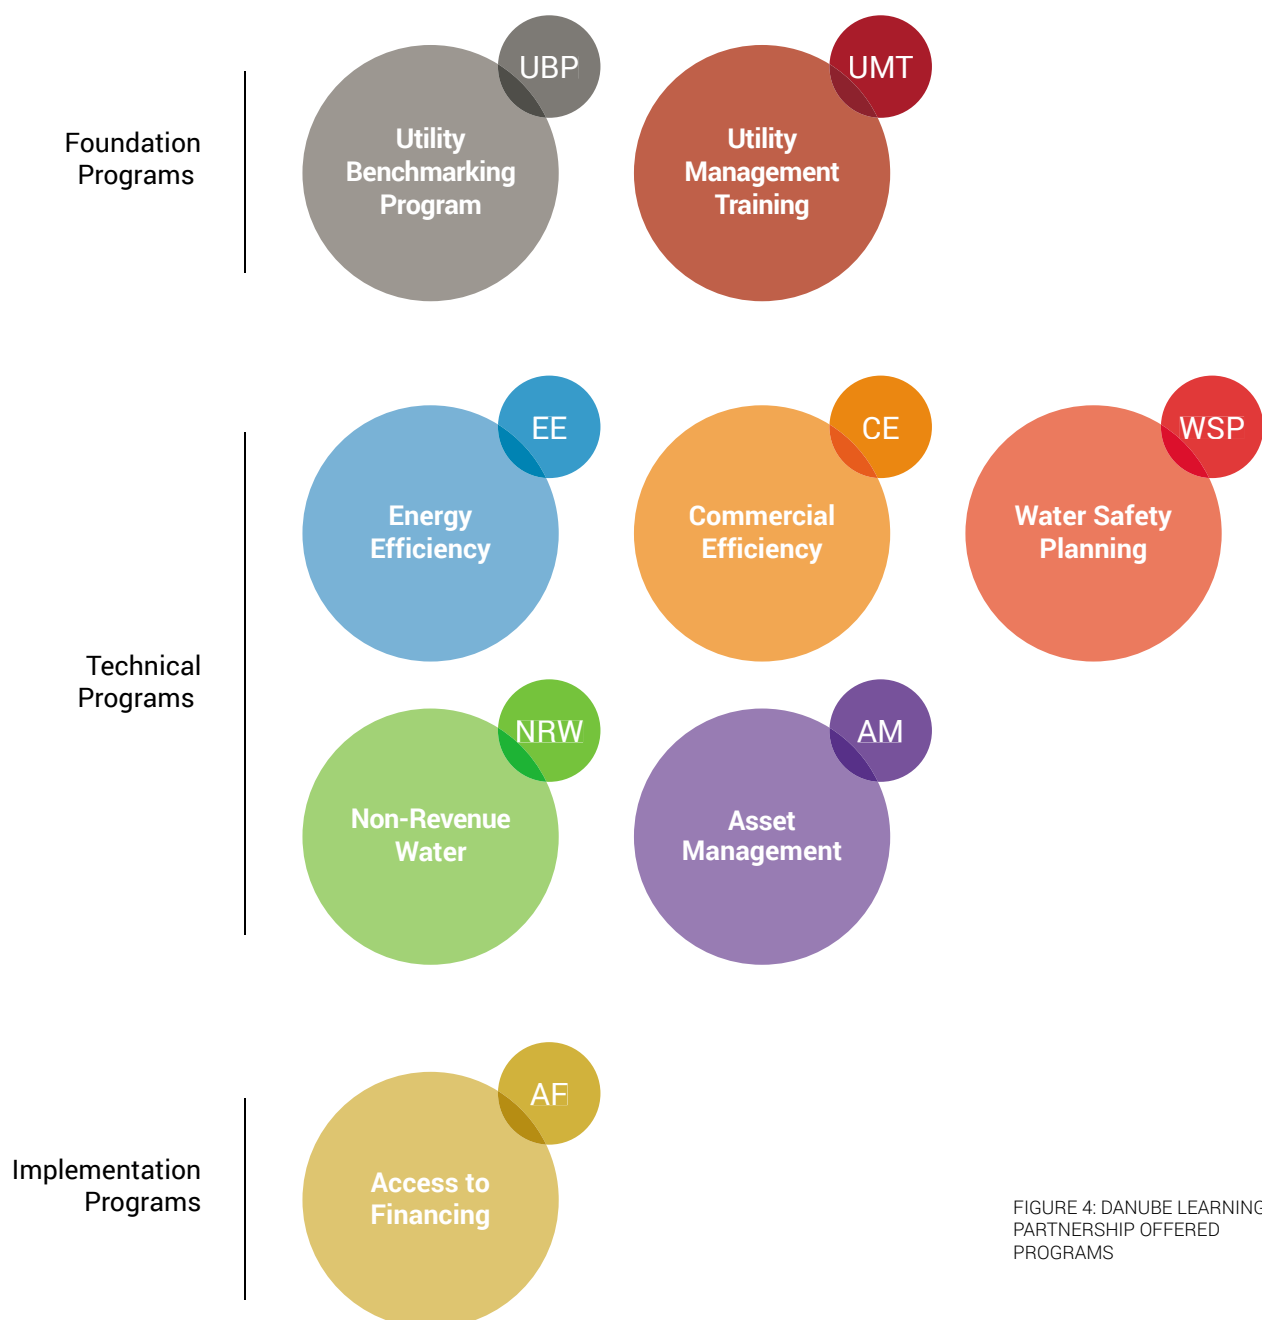 Foundation
Programs
UBP
Utility
Benchmarking
Program
UMT
Utility
Management
Training
Technical
Programs
EE
Energy
Efficiency
CE
Commercial
Efficiency
WSP
Water Safety
Planning
NRW
Non-Revenue
Water
AM
Asset
Management
Implementation
Programs
AF
Access to
Financing
FIGURE 4: DANUBE LEARNING
PARTNERSHIP OFFERED
PROGRAMS